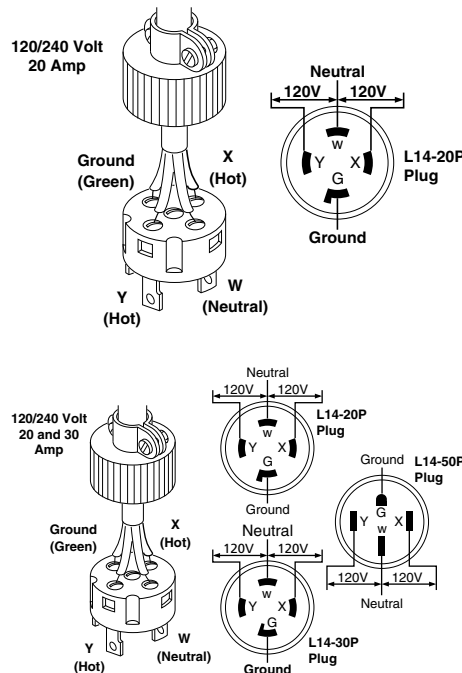 120/240 Volt
20 Amp
Ground
(Green)
X
(Hot)
Y
(Hot)
W
(Neutral)
Neutral
120V 120V
W
Y X
G
L14-20P
Plug
Ground
120/240 Volt
20 and 30
Amp
Ground
(Green)
X
(Hot)
Y
(Hot)
W
(Neutral)
Neutral
120V 120V
W
Y X
G
L14-20P
Plug
Ground
Neutral
120V 120V
W
Y X
G
L14-30P
Plug
Ground
Ground
L14-50P
Plug
G
Y X
W
120V 120V
Neutral